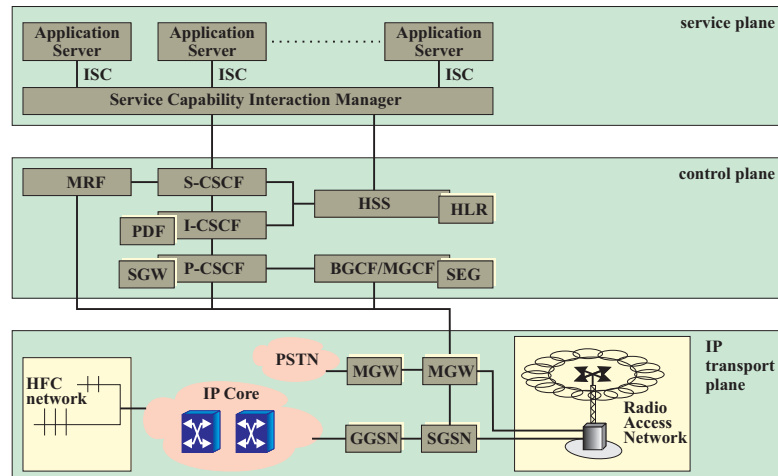 service plane
Application
Server
Application
Server
Application
Server
ISC
ISC
ISC
Service Capability Interaction Manager
control plane
MRF
S-CSCF
HSS
HLR
PDF
I-CSCF
SGW
P-CSCF
BGCF/MGCF
SEG
IP
transport
plane
PSTN
MGW
MGW
HFC
network
IP Core
Radio
Access
Network
GGSN
SGSN